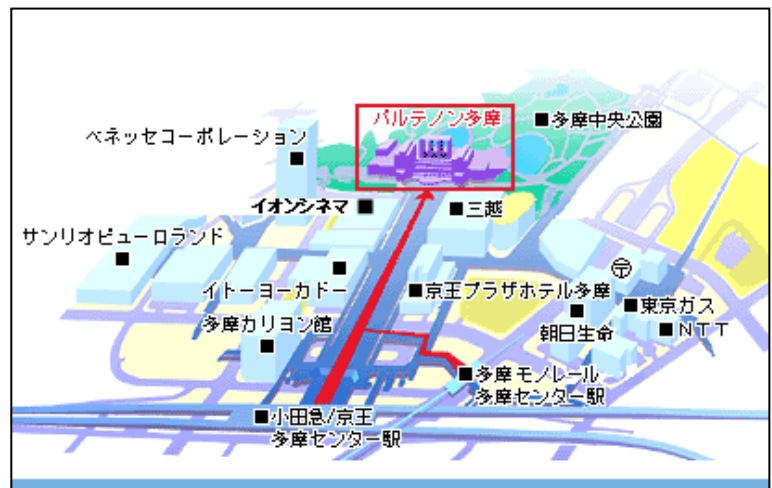 パルテノン多摩
■多摩中央公園
ベネッセコーポレーション
イオンシネマ ■
■三越
サンリオピューロランド
〒
イトーヨーカドー
■京王プラザホテル多摩
■東京ガス
多摩カリヨン館
朝日生命
■NTT
■多摩モノレール
多摩センター駅
■小田急/京王
多摩センター駅